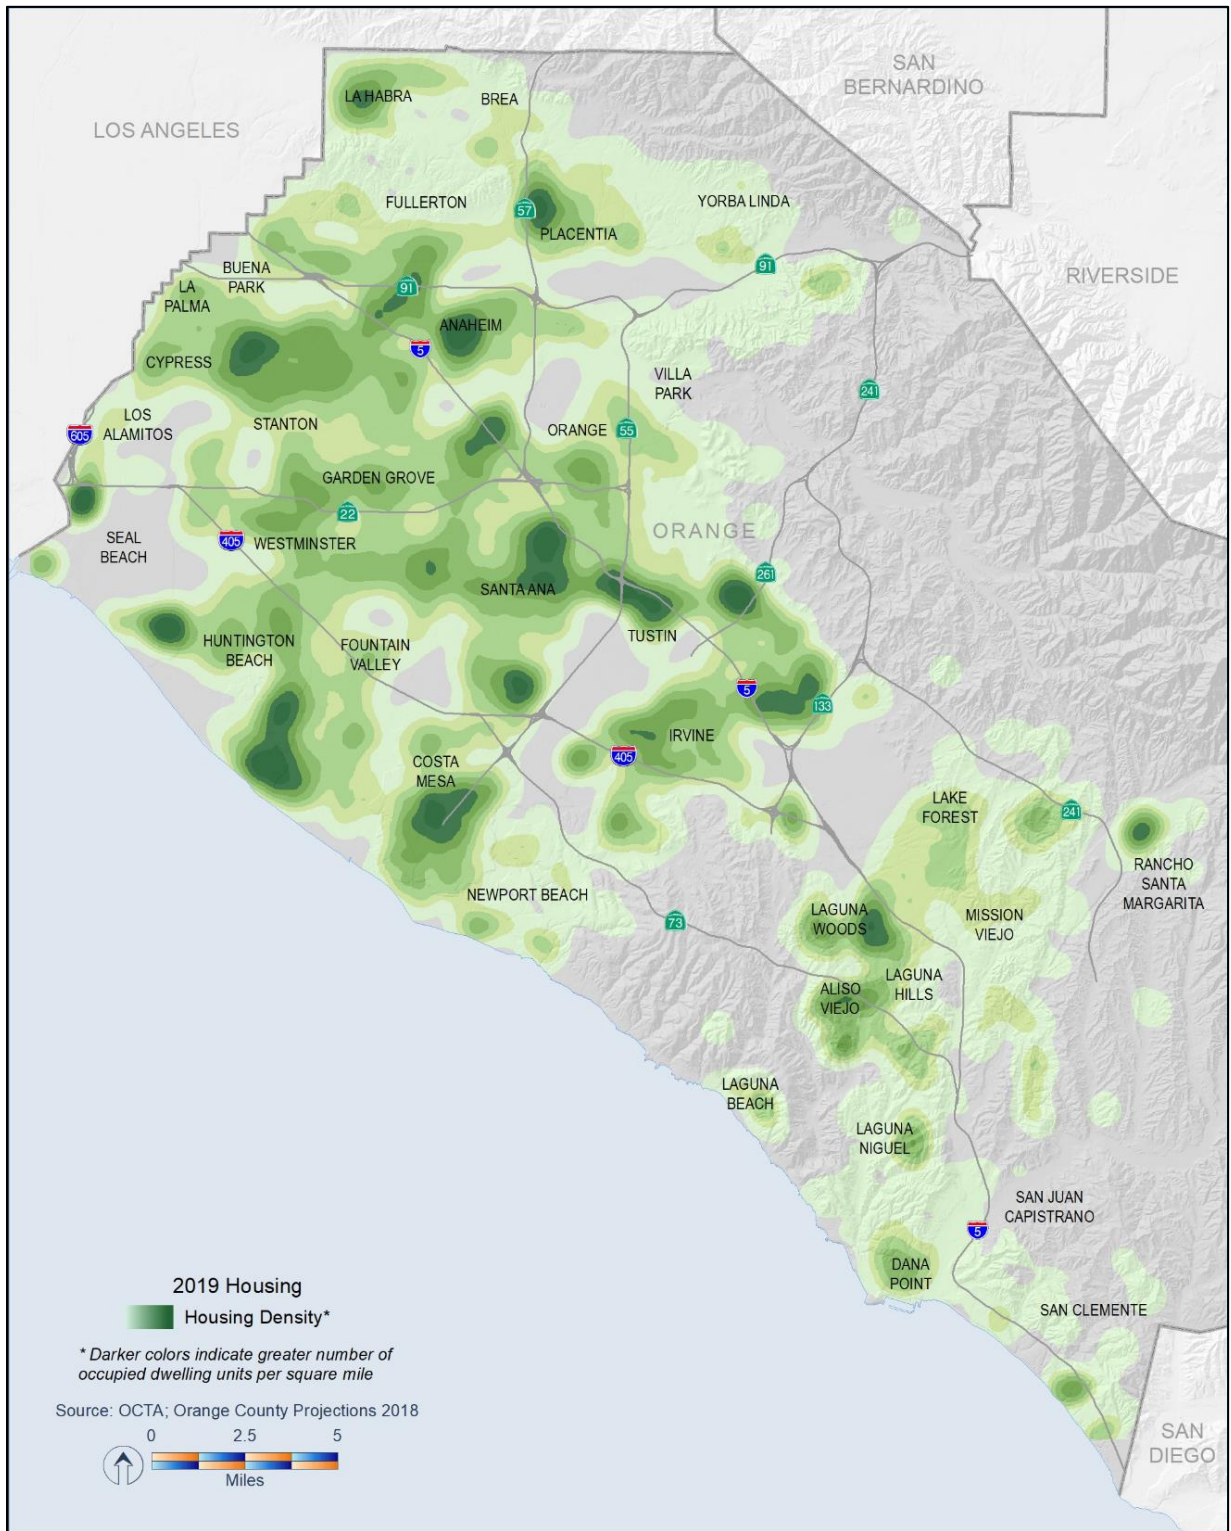 SAN
BERNARDINO
LOS ANGELES
LA HABRA
BREA
FULLERTON
57
PLACENTIA
YORBA LINDA
91
RIVERSIDE
BUENA
PARK
LA
PALMA
91
ANAHEIM
5
CYPRESS
VILLA
PARK
241
LOS
ALAMITOS
605
STANTON
ORANGE
55
GARDEN GROVE
22
SEAL
BEACH
405
WESTMINSTER
ORANGE
SANTA ANA
261
TUSTIN
HUNTINGTON
BEACH
FOUNTAIN
VALLEY
5
133
IRVINE
405
COSTA
MESA
LAKE
FOREST
241
RANCHO
SANTA
MARGARITA
NEWPORT BEACH
73
LAGUNA
WOODS
MISSION
VIEJO
LAGUNA
HILLS
ALISO
VIEJO
LAGUNA
BEACH
LAGUNA
NIGUEL
SAN JUAN
CAPISTRANO
5
DANA
POINT
SAN CLEMENTE
SAN
DIEGO
2019 Housing
Housing Density*
* Darker colors indicate greater number of
occupied dwelling units per square mile
Source: OCTA; Orange County Projections 2018
0 2.5 5
Miles